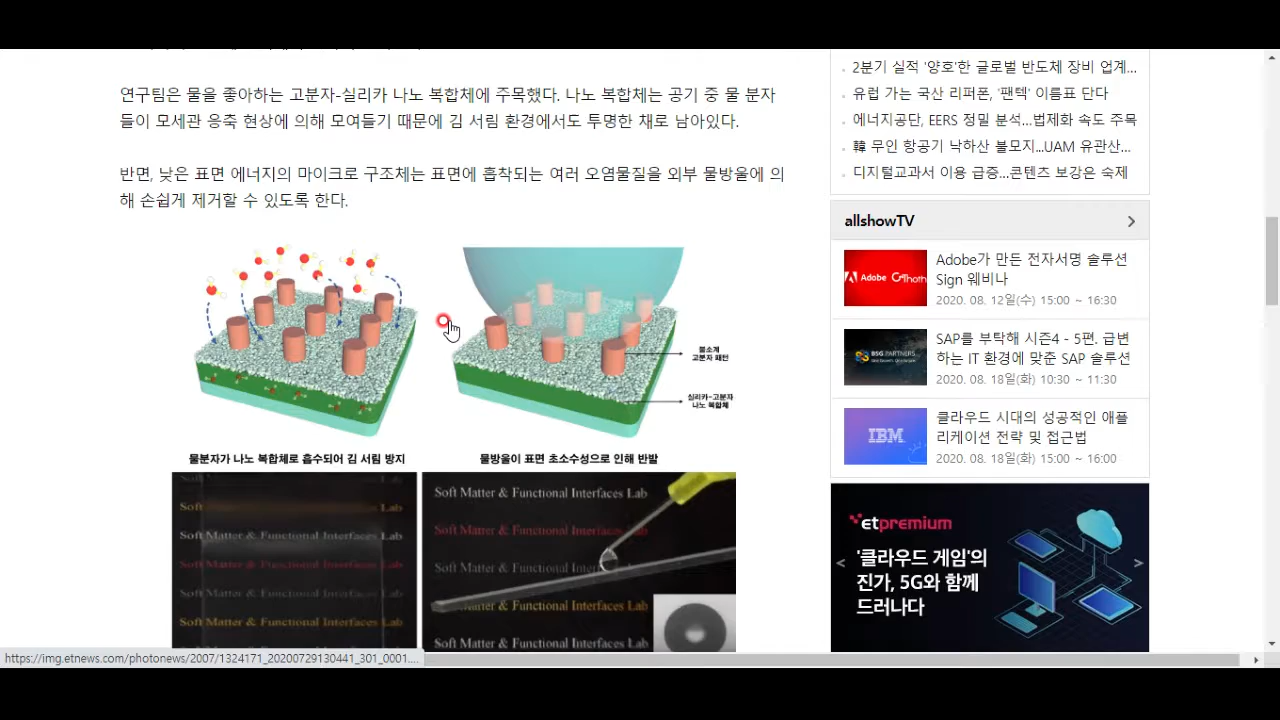 연구팀은 물을 좋아하는 고분자-실리카 나노 복합체에 주목했다. 나노 복합체는 공기 중 물 분자
들이 모세관 응축 현상에 의해 모여들기 때문에 김 서림 환경에서도 투명한 채로 남아있다.
반면, 낮은 표면 에너지의 마이크로 구조체는 표면에 흡착되는 여러 오염물질을 외부 물방울에 의
해 손쉽게 제거할 수 있도록 한다.
불소계
고분자 패턴
실리카-고분자
나노 복합체
물분자가 나노 복합체로 흡수되어 김 서림 방지
물방울이 표면 초소수성으로 인해 반발
Soft Lab
Soft Matter & Functional Interfaces Lab
Soft Matter & Functional Interfaces Lab
Soft Matter & Functional Interfaces Lab
Soft Matter & Functional Interfaces Lab
Soft Matter & Functional Interfaces Lab
Soft Matter & Functional Interfaces Lab
Soft Matter & Functional Interfaces Lab
Soft Matter & Functional Interfaces Lab
Matter & Functional Interfaces Lab
Soft Matter & Functional Interfaces Lab
https://img.etnews.com/photonews/2007/1324171_20200729130441_301_0001....
2분기 실적 '양호'한 글로벌 반도체 장비 업계...
유럽 가는 국산 리퍼폰, '팬텍' 이름표 단다
에너지공단, EERS 정밀 분석...법제화 속도 주목
韓 무인 항공기 낙하산 불모지...UAM 유관산...
디지털교과서 이용 급증...콘텐츠 보강은 숙제
allshowTV
Adobe
Adobe가 만든 전자서명 솔루션
Sign 웨비나
2020. 08. 12일(수) 15:00 ~ 16:30
BSG PARTNERS
SAP를 부탁해 시즌4 - 5편. 급변
하는 IT 환경에 맞춘 SAP 솔루션
2020. 08. 18일(화) 10:30 ~ 11:30
IBM
클라우드 시대의 성공적인 애플
리케이션 전략 및 접근법
2020. 08. 18일(화) 15:00 ~ 16:00
etpremium
'클라우드 게임'의
진가, 5G와 함께
드러나다